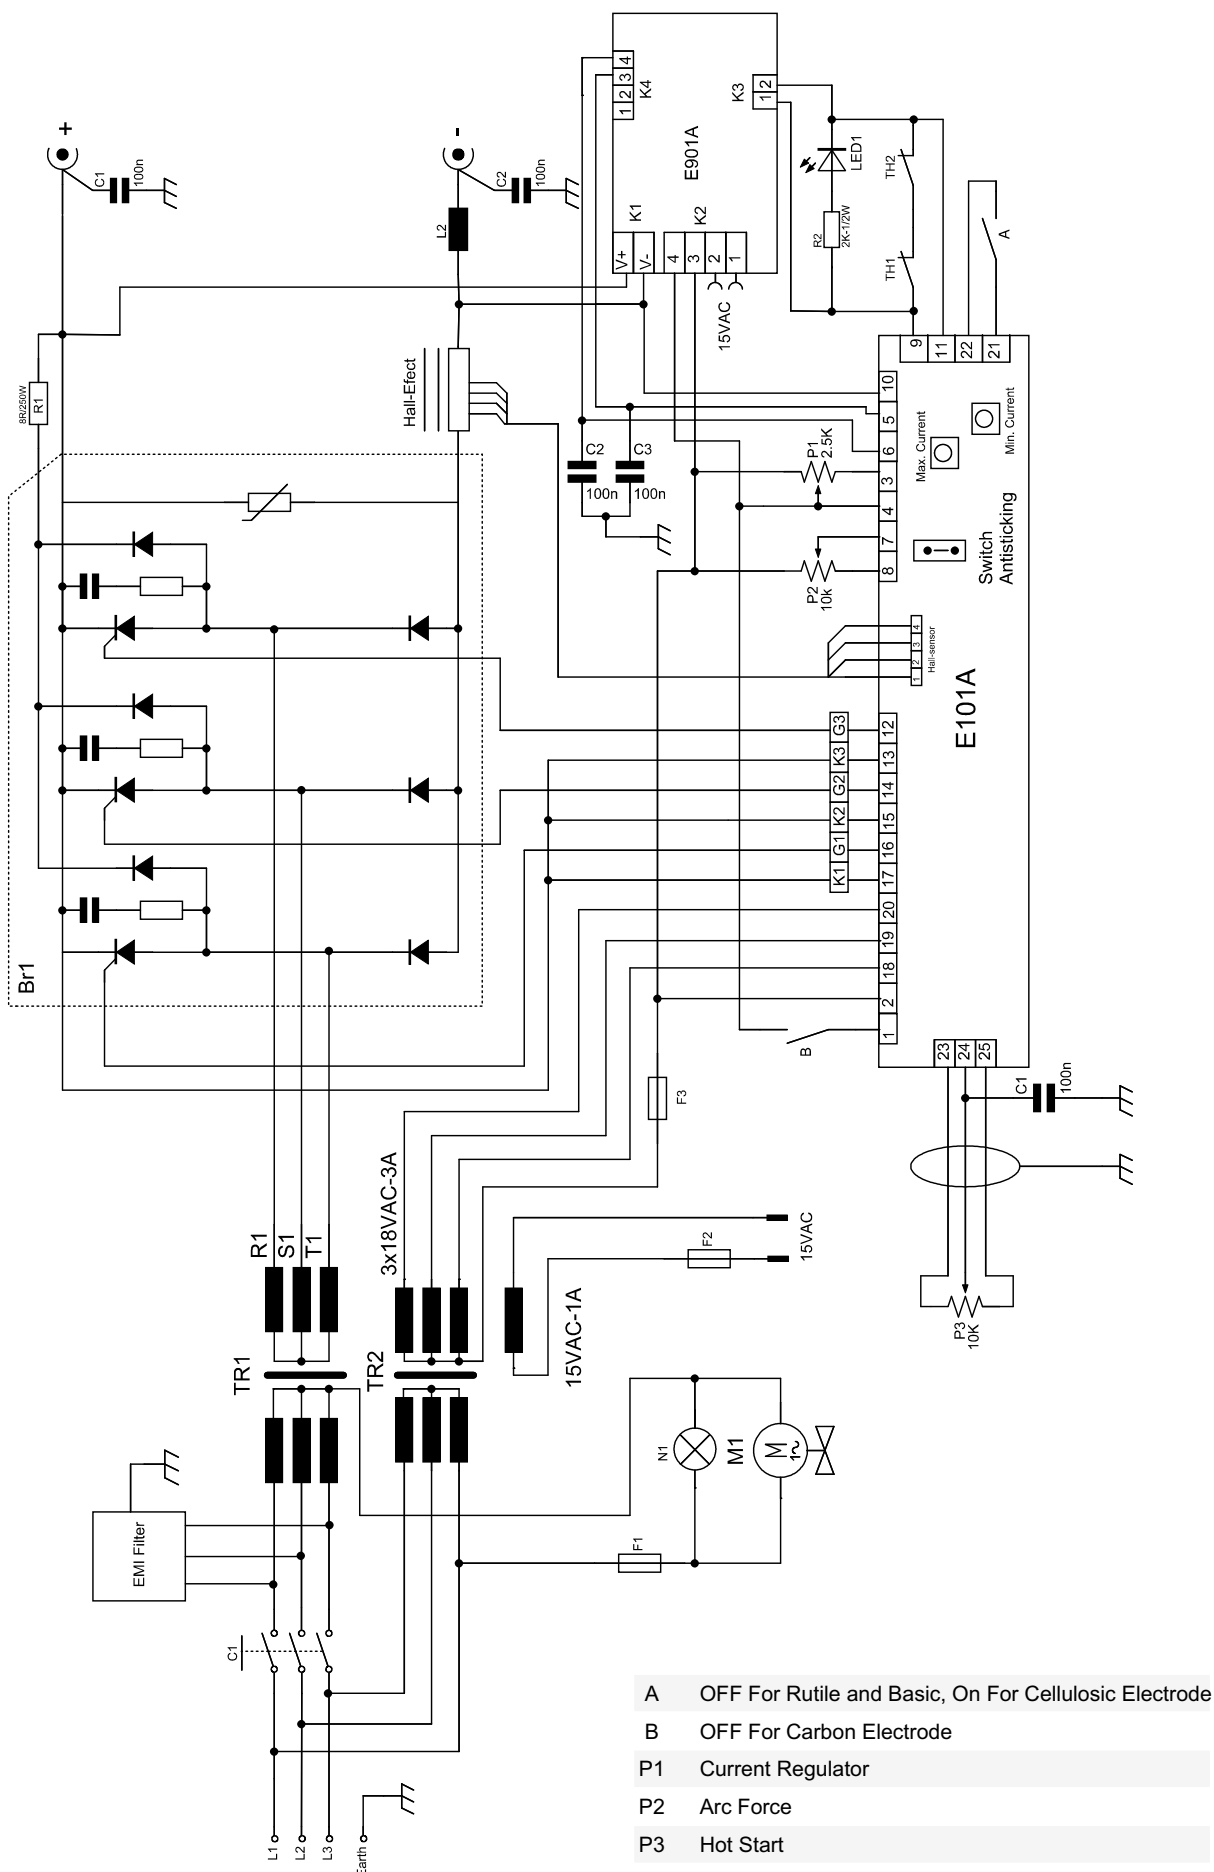 +
C1
100n
-
C2
100n
L2
4
3
2
1
K4
K3
2
1
E901A
K1
V+
V-
K2
4
3
2
1
15VAC
LED1
R2
2K-1/2W
TH2
TH1
A
8R/250W
R1
Hall-Efect
C2
100n
C3
100n
P1
2.5K
P2
10k
9
11
22
21
10
5
6
3
4
7
8
Max. Current
Min. Current
Switch
Antisticking
4
3
2
1
Hall-sensor
E101A
G3
K3
G2
K2
G1
K1
12
13
14
15
16
17
20
19
18
2
1
B
23
24
25
C1
100n
Br1
F3
R1
S1
T1
TR1
3x18VAC-3A
TR2
15VAC-1A
F2
15VAC
P3
10K
N1
M1
M
1~
F1
EMI Filter
C1
L1
L2
L3
Earth
A OFF For Rutile and Basic, On For Cellulosic Electrode
B OFF For Carbon Electrode
P1 Current Regulator
P2 Arc Force
P3 Hot Start